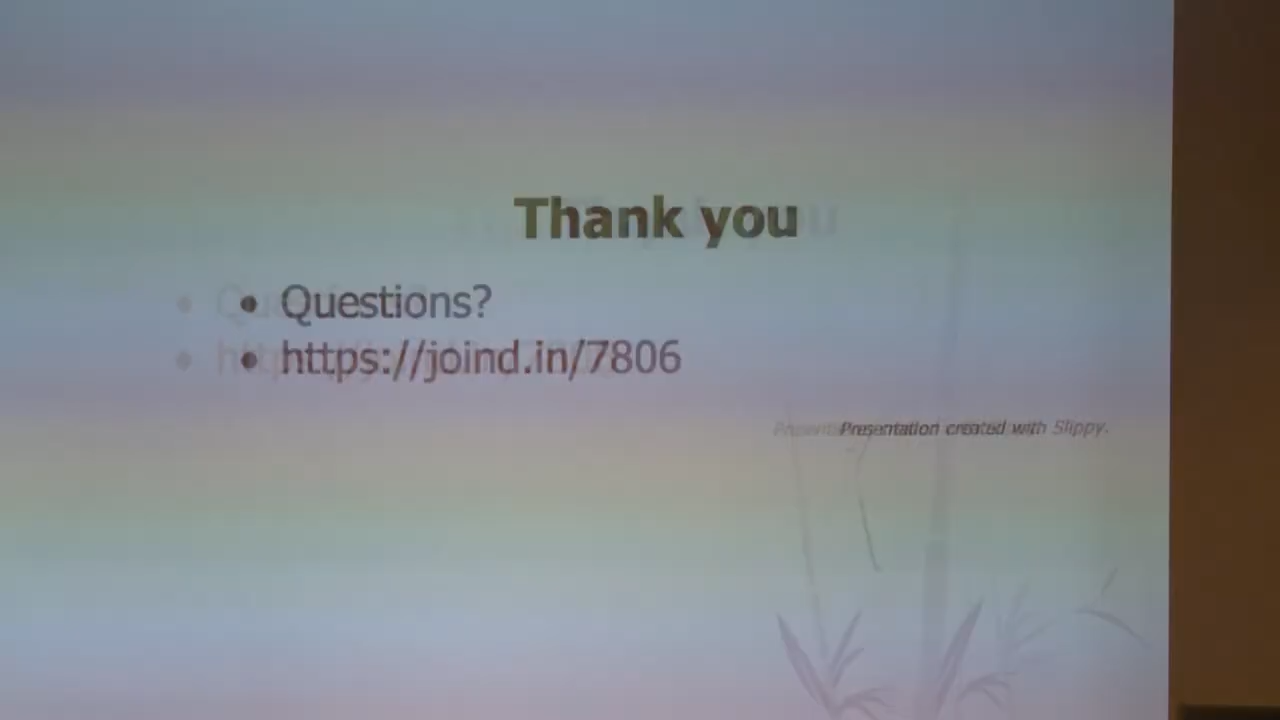 Thank you
• Questions?
• https://joind.in/7806
Presentation created with Slippy.